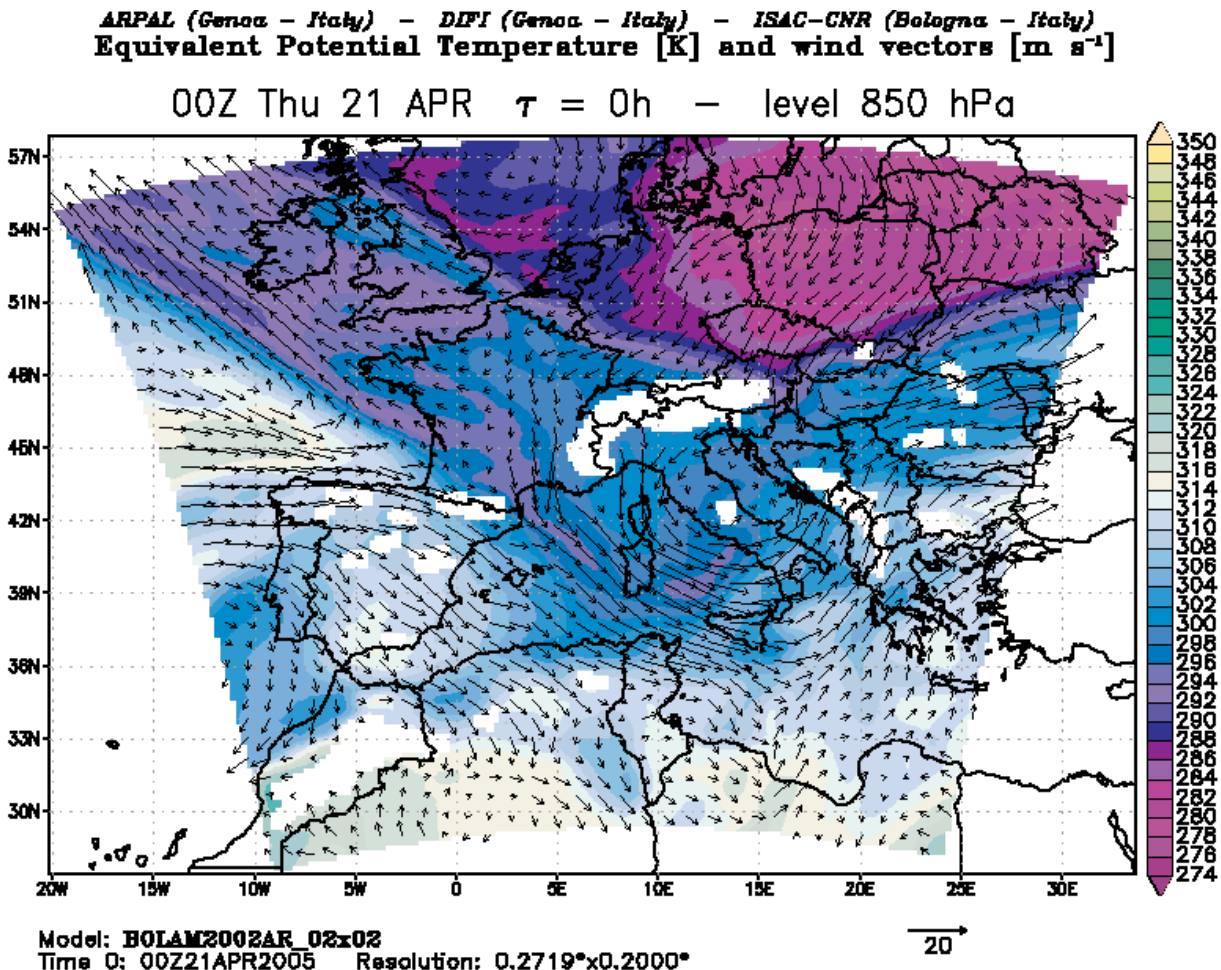 ARPAL (Genoa - Italy) - DIFI (Genoa - Italy) - ISAC-CNR (Bologna - Italy)
Equivalent Potential Temperature [K] and wind vectors [m s⁻¹]
00Z Thu 21 APR τ = 0h - level 850 hPa
57N
54N
51N
48N
45N
42N
39N
36N
33N
30N
20W 15W 10W 5W 0 5E 10E 15E 20E 25E 30E
350
348
346
344
342
340
338
336
334
332
330
328
326
324
322
320
318
316
314
312
310
308
306
304
302
300
298
296
294
292
290
288
286
284
282
280
278
276
274
20
Model: BOLAM2002AR_02x02
Time 0: 00Z21APR2005 Resolution: 0.2719°x0.2000°